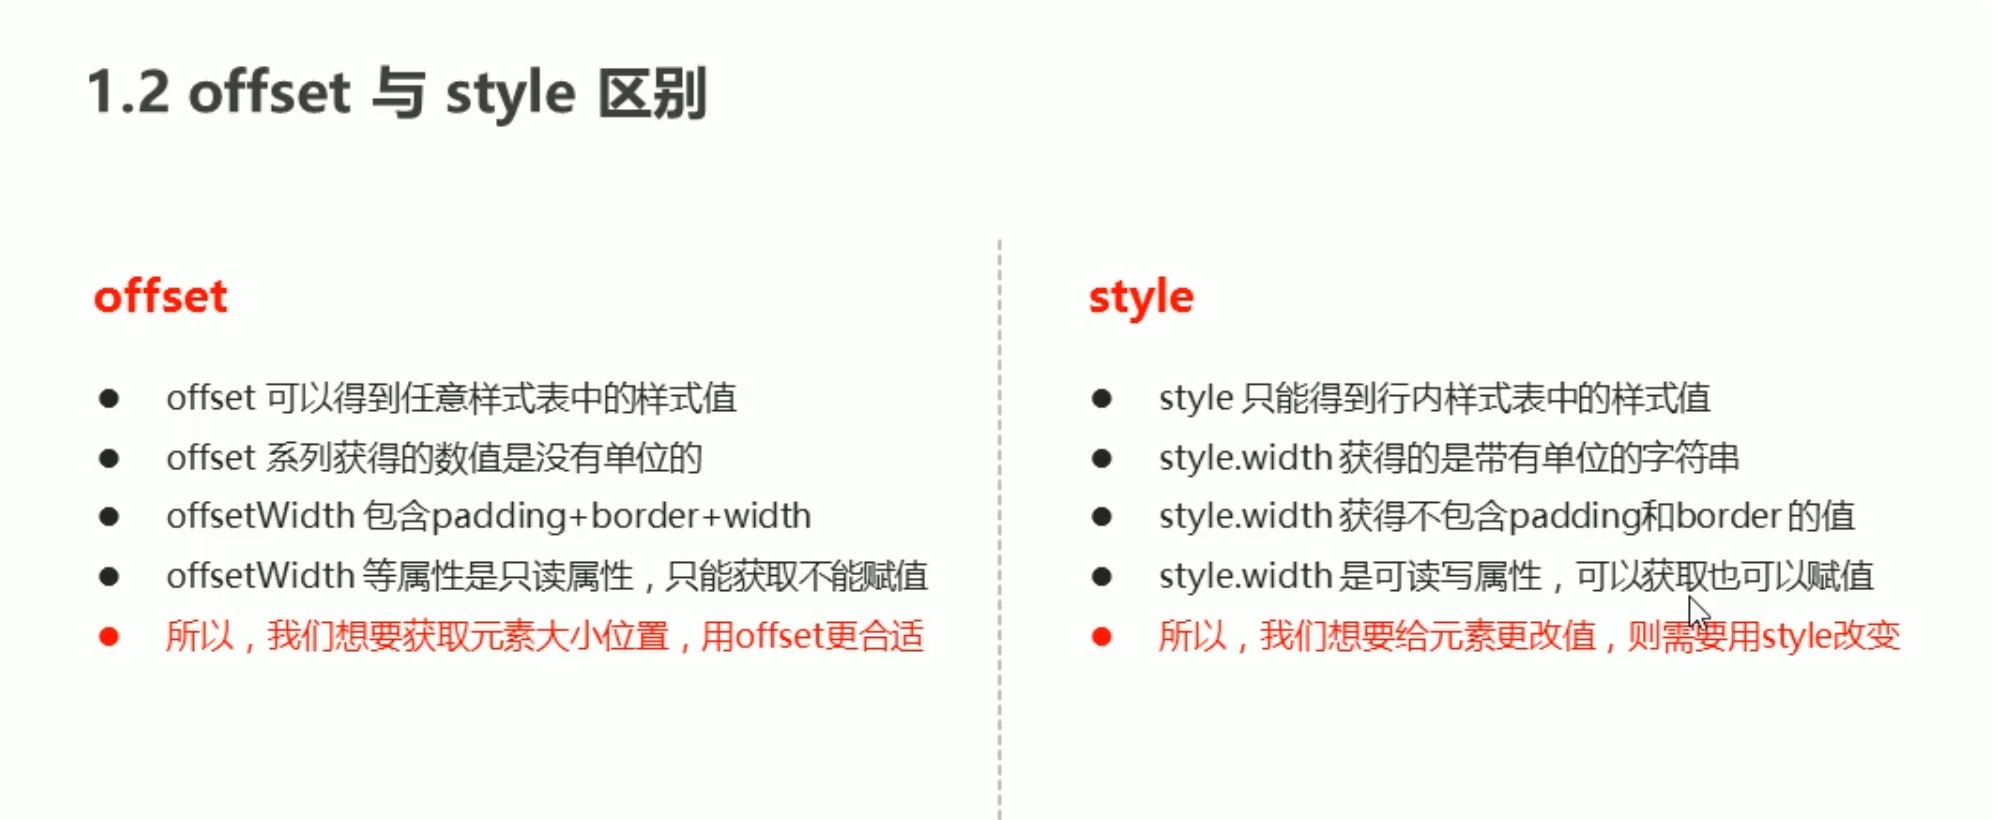 1.2 offset 与 style 区别
offset
● offset 可以得到任意样式表中的样式值
● offset 系列获得的数值是没有单位的
● offsetWidth 包含padding+border+width
● offsetWidth 等属性是只读属性，只能获取不能赋值
● 所以，我们想要获取元素大小位置，用offset更合适
style
● style 只能得到行内样式表中的样式值
● style.width 获得的是带有单位的字符串
● style.width 获得不包含padding和border 的值
● style.width 是可读写属性，可以获取也可以赋值
● 所以，我们想要给元素更改值，则需要用style改变